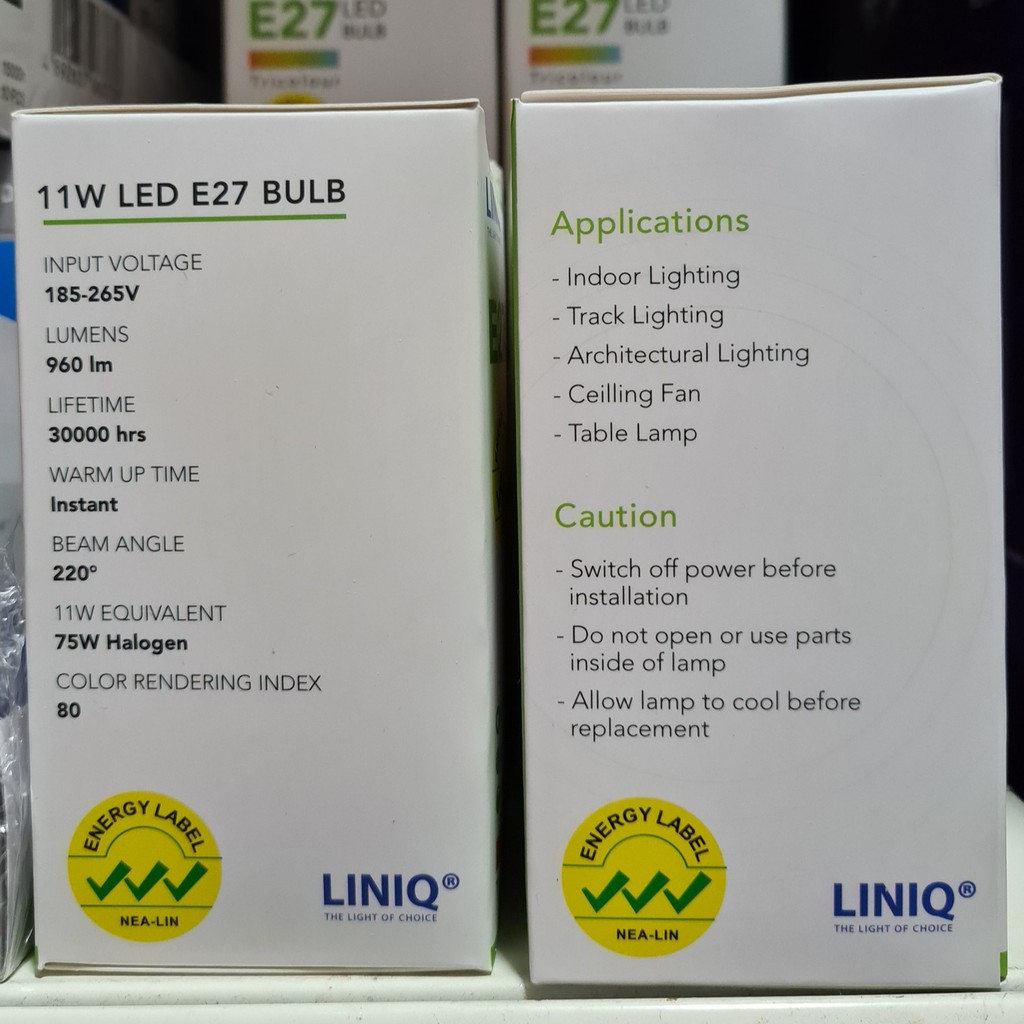 E27 LED
BULB
Tricolour
E27 LED
BULB
Tricolour
11W LED E27 BULB
INPUT VOLTAGE
185-265V
LUMENS
960 lm
LIFETIME
30000 hrs
WARM UP TIME
Instant
BEAM ANGLE
220°
11W EQUIVALENT
75W Halogen
COLOR RENDERING INDEX
80
ENERGY LABEL
NEA-LIN
LINIQ®
THE LIGHT OF CHOICE
Applications
- Indoor Lighting
- Track Lighting
- Architectural Lighting
- Ceilling Fan
- Table Lamp
Caution
- Switch off power before
installation
- Do not open or use parts
inside of lamp
- Allow lamp to cool before
replacement
ENERGY LABEL
NEA-LIN
LINIQ®
THE LIGHT OF CHOICE